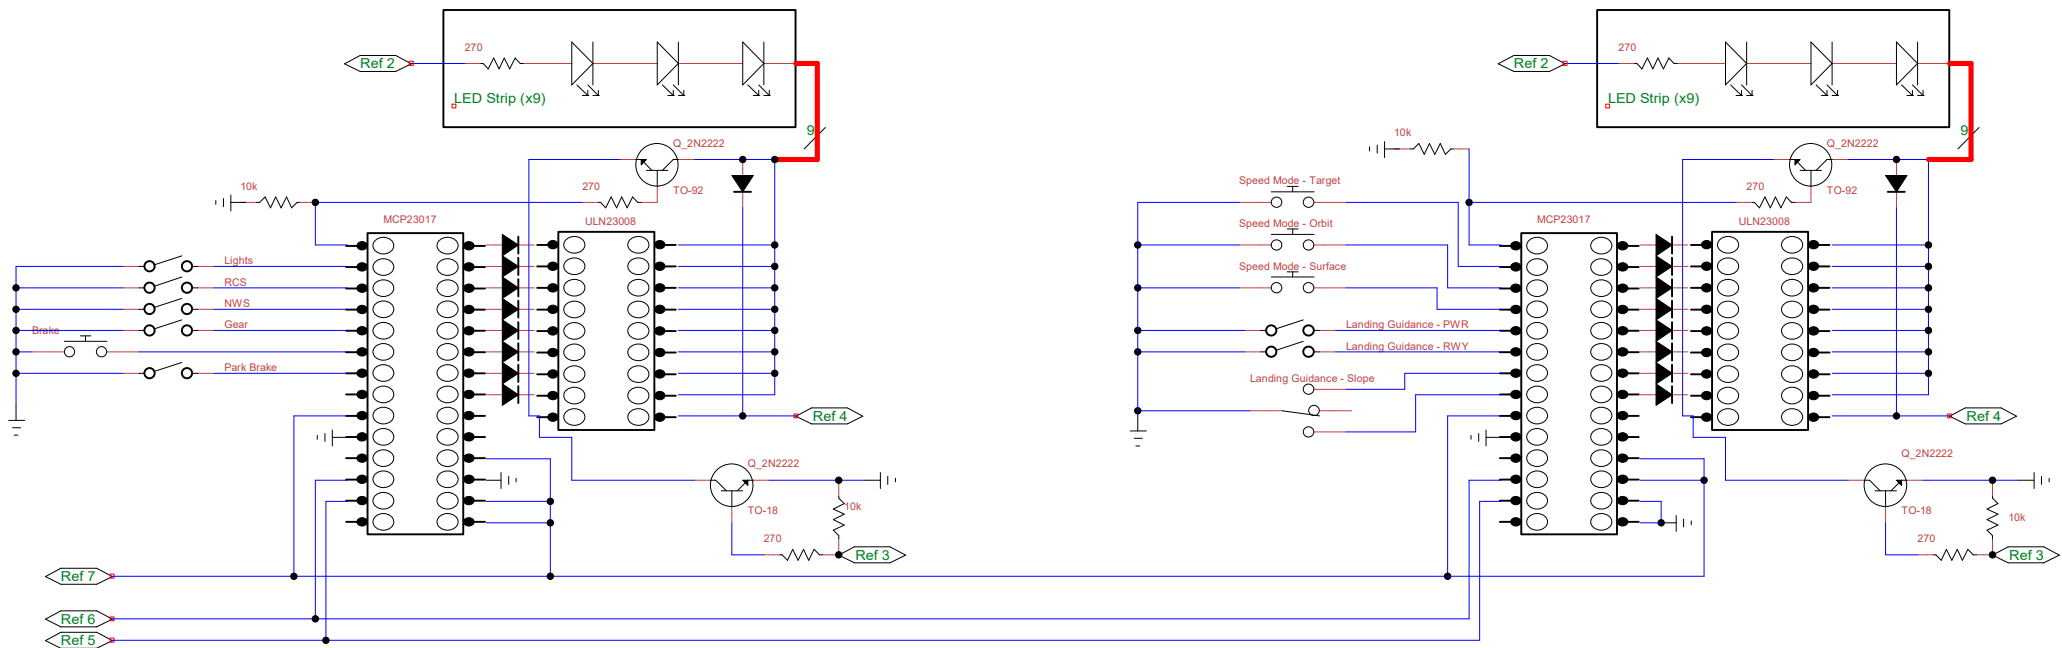 270
Ref 2
LED Strip (x9)
9
Q_2N2222
TO-92
10k
270
MCP23017
ULN23008
Lights
RCS
NWS
Gear
Brake
Park Brake
Ref 4
Q_2N2222
TO-18
10k
270
Ref 3
Ref 7
Ref 6
Ref 5
270
Ref 2
LED Strip (x9)
9
10k
Q_2N2222
TO-92
270
Speed Mode - Target
MCP23017
ULN23008
Speed Mode - Orbit
Speed Mode - Surface
Landing Guidance - PWR
Landing Guidance - RWY
Landing Guidance - Slope
Ref 4
Q_2N2222
TO-18
10k
270
Ref 3